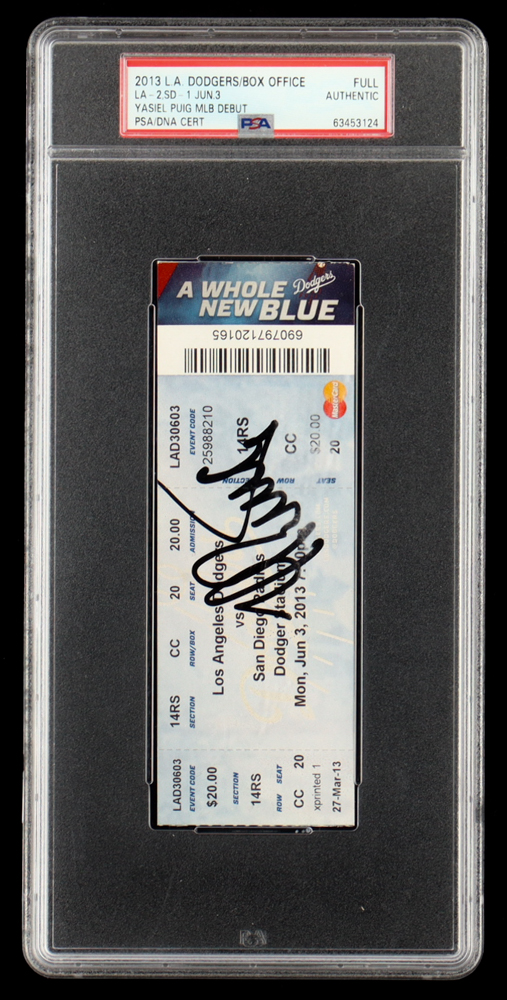 2013 L.A. DODGERS/BOX OFFICE FULL
LA - 2, SD - 1 JUN.3 AUTHENTIC
YASIEL PUIG MLB DEBUT
PSA/DNA CERT PSA 63453124
Dodgers
A WHOLE
NEW BLUE
690797120165
MasterCard
LAD30603 25988210 14RS CC $20.00 20
EVENT CODE SECTION ROW SEAT
14RS CC 20 20.00
SECTION ROW/BOX SEAT ADMISSION
Los Angeles Dodgers
vs
San Diego Padres
Dodger Stadium
Mon, Jun 3, 2013
LAD30603
EVENT CODE
$20.00
SECTION
14RS
ROW SEAT
CC 20
xprinted 1
27-Mar-13
PSA